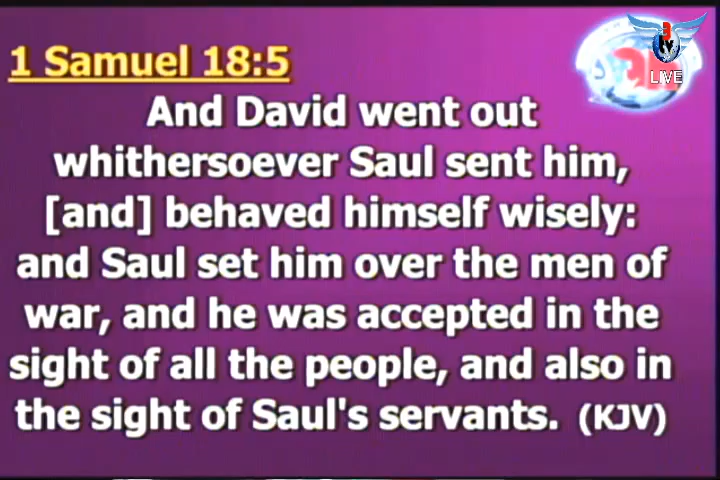 1 Samuel 18:5
And David went out
whithersoever Saul sent him,
[and] behaved himself wisely:
and Saul set him over the men of
war, and he was accepted in the
sight of all the people, and also in
the sight of Saul's servants. (KJV)
3
tv
LIVE